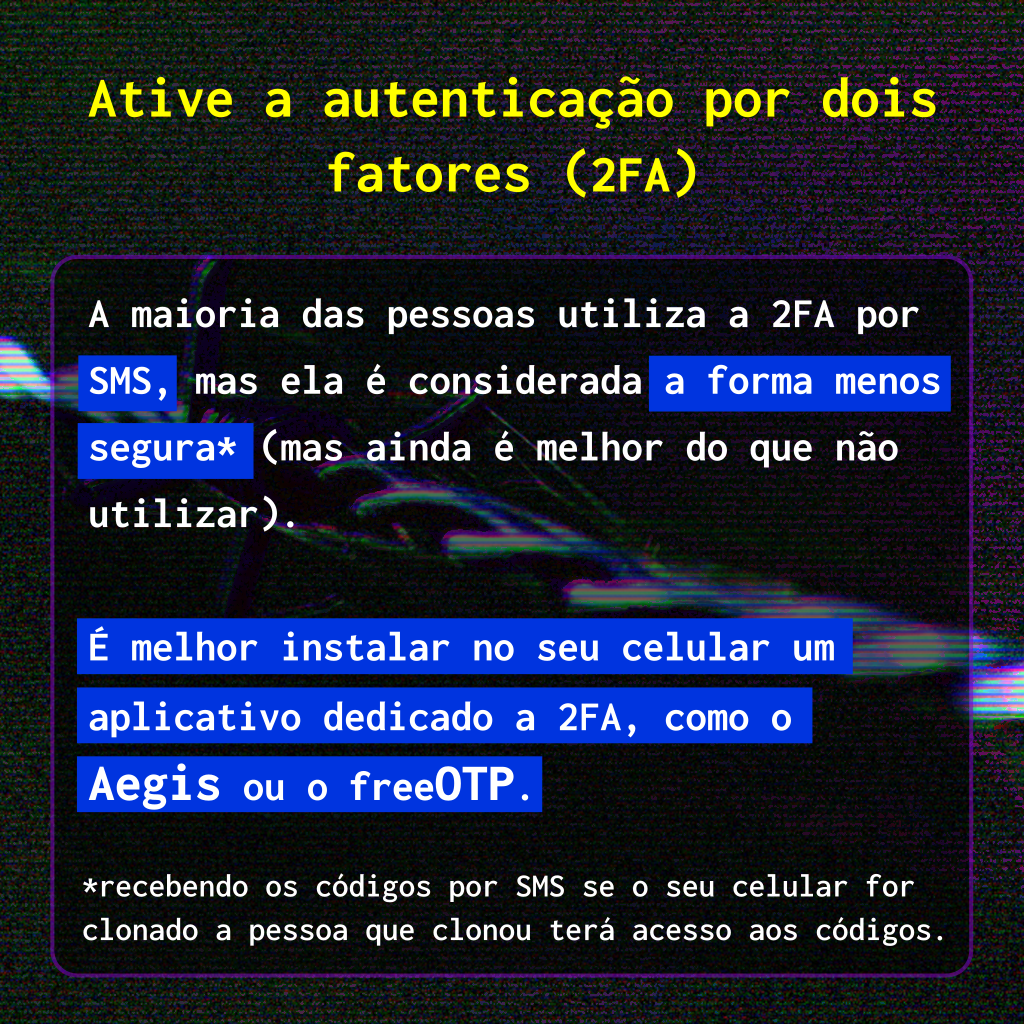 Ative a autenticação por dois
fatores (2FA)
A maioria das pessoas utiliza a 2FA por
SMS, mas ela é considerada a forma menos
segura* (mas ainda é melhor do que não
utilizar).
É melhor instalar no seu celular um
aplicativo dedicado a 2FA, como o
Aegis ou o freeOTP.
*recebendo os códigos por SMS se o seu celular for
clonado a pessoa que clonou terá acesso aos códigos.